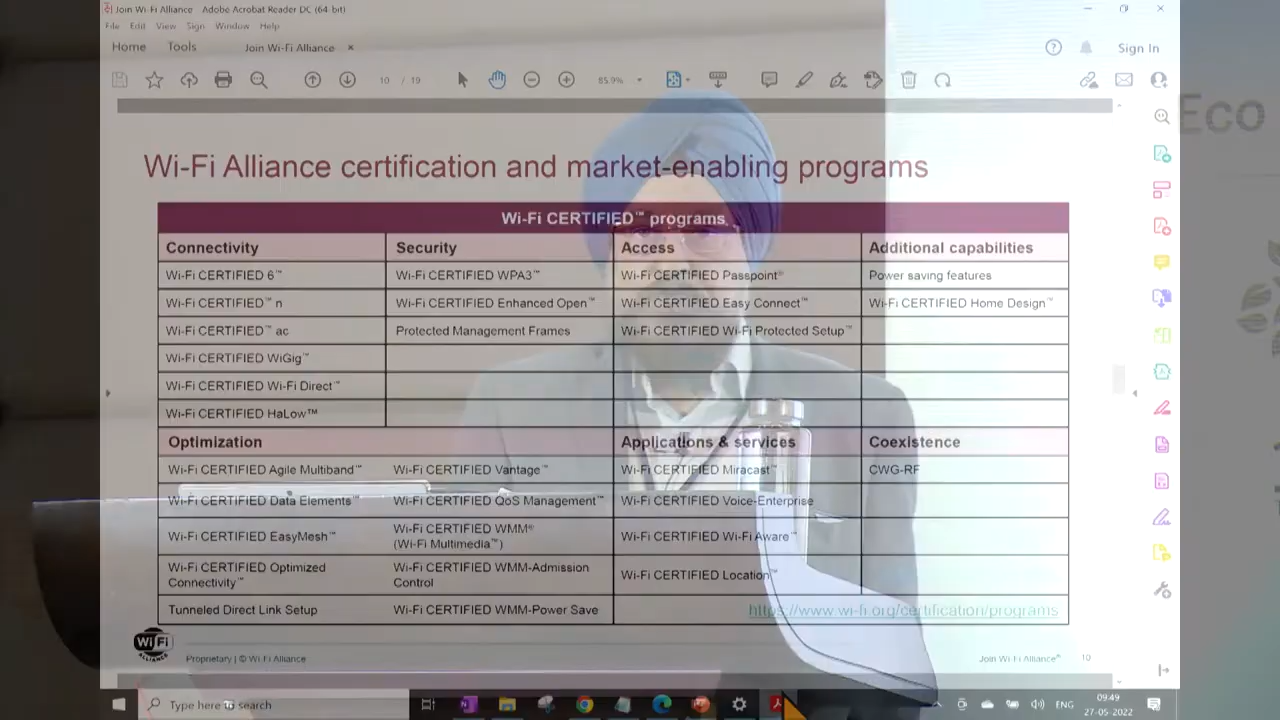 Join Wi-Fi Alliance    Adobe Acrobat Reader DC (64-bit)
File Edit View Sign Window Help
Home Tools Join Wi-Fi Alliance × Sign In
10 / 19 85.9%
Eco
Wi-Fi Alliance certification and market-enabling programs
Wi-Fi CERTIFIED™ programs
Connectivity Security Access Additional capabilities
Wi-Fi CERTIFIED 6™ Wi-Fi CERTIFIED WPA3™ Wi-Fi CERTIFIED Passpoint® Power saving features
Wi-Fi CERTIFIED™ n Wi-Fi CERTIFIED Enhanced Open™ Wi-Fi CERTIFIED Easy Connect™ Wi-Fi CERTIFIED Home Design™
Wi-Fi CERTIFIED™ ac Protected Management Frames Wi-Fi CERTIFIED Wi-Fi Protected Setup™
Wi-Fi CERTIFIED WiGig™
Wi-Fi CERTIFIED Wi-Fi Direct™
Wi-Fi CERTIFIED HaLow™
Optimization Applications & services Coexistence
Wi-Fi CERTIFIED Agile Multiband™ Wi-Fi CERTIFIED Vantage™ Wi-Fi CERTIFIED Miracast™ CWG-RF
Wi-Fi CERTIFIED Data Elements™ Wi-Fi CERTIFIED QoS Management™ Wi-Fi CERTIFIED Voice-Enterprise
Wi-Fi CERTIFIED EasyMesh™ Wi-Fi CERTIFIED WMM® Wi-Fi CERTIFIED Wi-Fi Aware™
(Wi-Fi Multimedia™)
Wi-Fi CERTIFIED Optimized Wi-Fi CERTIFIED WMM-Admission Wi-Fi CERTIFIED Location™
Connectivity™ Control
Tunneled Direct Link Setup Wi-Fi CERTIFIED WMM-Power Save https://www.wi-fi.org/certification/programs
Wi Fi
ALLIANCE
Proprietary | © Wi-Fi Alliance Join Wi-Fi Alliance® 10
Type here to search ENG 09:49
27-05-2022